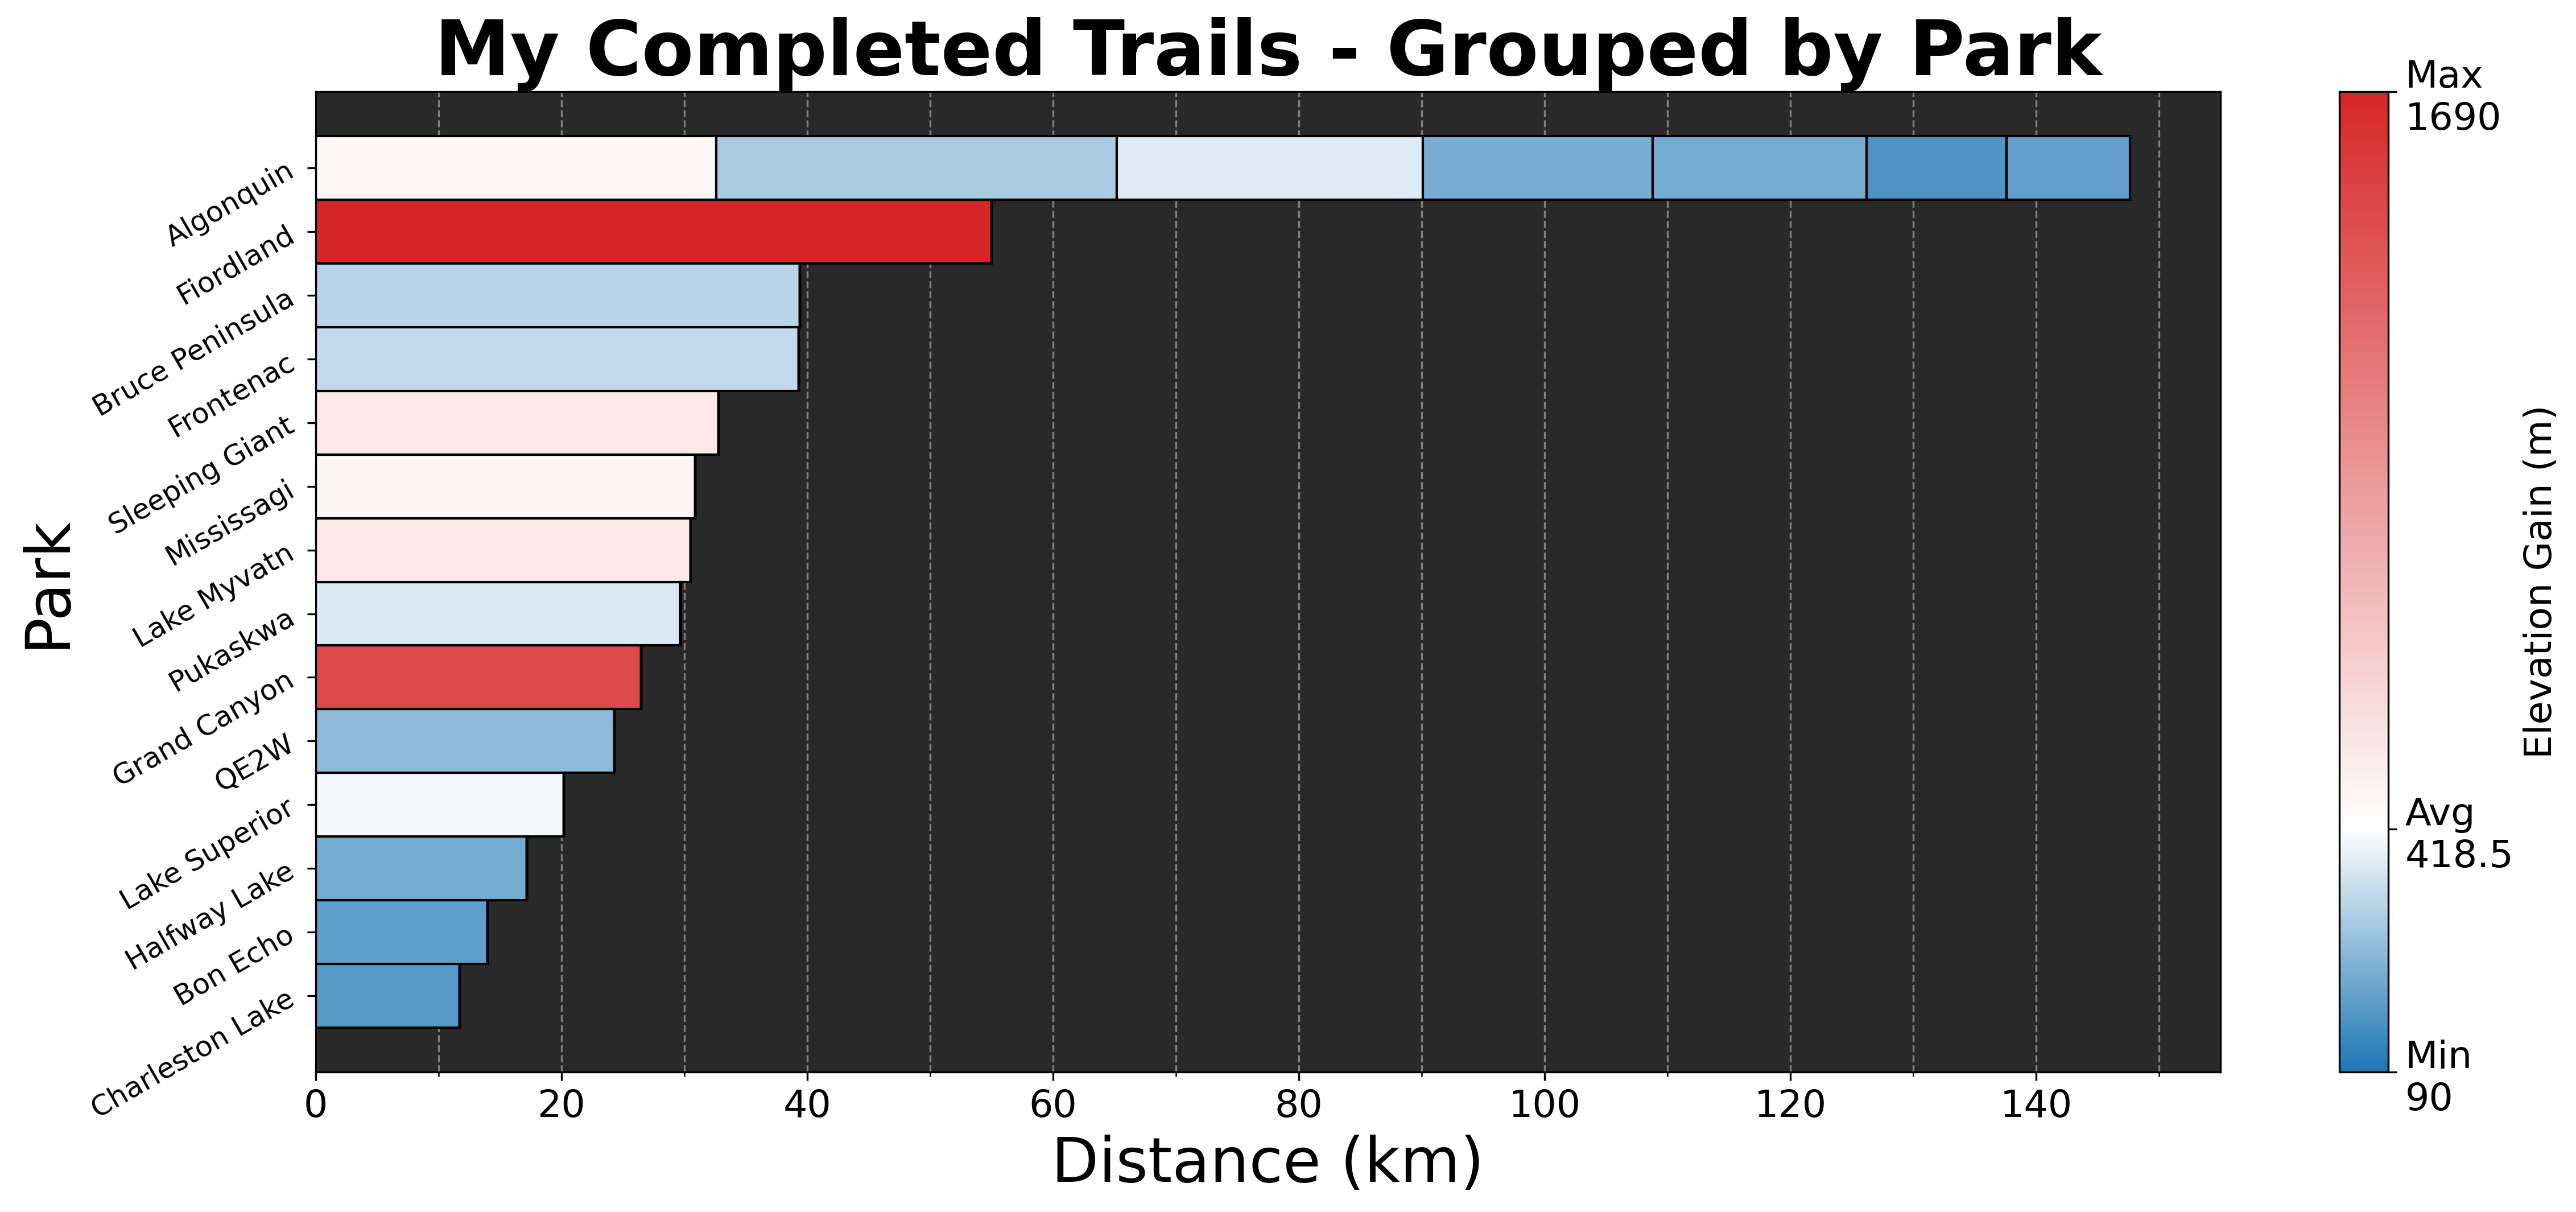 My Completed Trails - Grouped by Park
Park
Algonquin
Fiordland
Bruce Peninsula
Frontenac
Sleeping Giant
Mississagi
Lake Myvatn
Pukaskwa
Grand Canyon
QE2W
Lake Superior
Halfway Lake
Bon Echo
Charleston Lake
0 20 40 60 80 100 120 140
Distance (km)
Max
1690
Avg
418.5
Min
90
Elevation Gain (m)